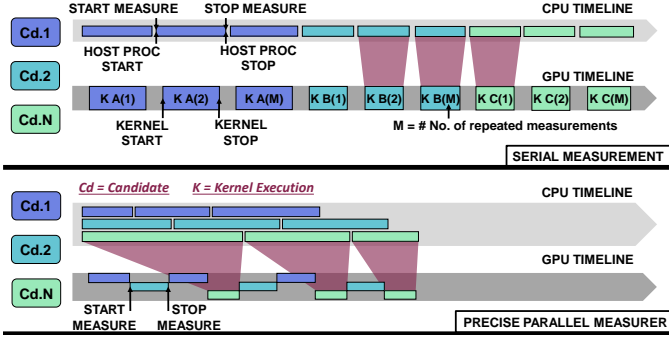 START MEASURE STOP MEASURE CPU TIMELINE
Cd.1
HOST PROC START HOST PROC STOP
GPU TIMELINE
Cd.2
K A(1) K A(2) K A(M) K B(1) K B(2) K B(M) K C(1) K C(2) K C(M)
Cd.N
KERNEL START KERNEL STOP M = # No. of repeated measurements
SERIAL MEASUREMENT
Cd = Candidate K = Kernel Execution CPU TIMELINE
Cd.1
Cd.2
GPU TIMELINE
Cd.N
START MEASURE STOP MEASURE
PRECISE PARALLEL MEASURER